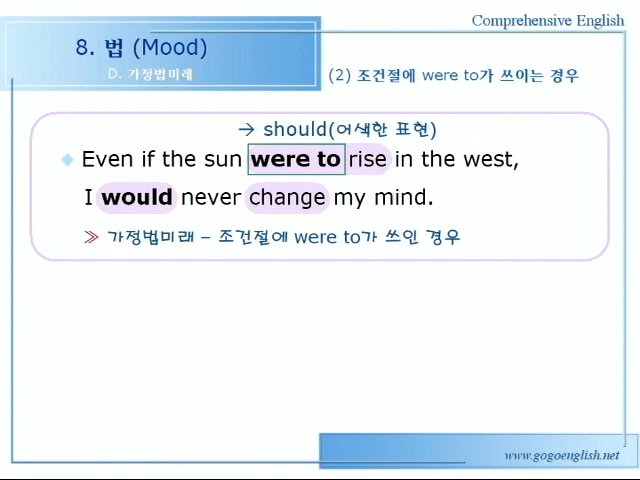 Comprehensive English
8. 법 (Mood)
D. 가정법미래
(2) 조건절에 were to가 쓰이는 경우
→ should(어색한 표현)
Even if the sun were to rise in the west,
I would never change my mind.
≫ 가정법미래 – 조건절에 were to가 쓰인 경우
www.gogoenglish.net